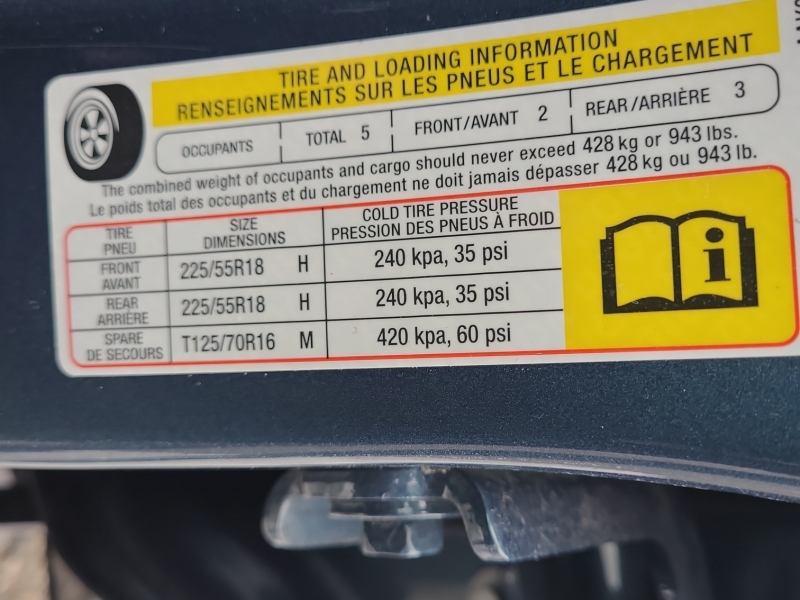 TIRE AND LOADING INFORMATION
RENSEIGNEMENTS SUR LES PNEUS ET LE CHARGEMENT
OCCUPANTS TOTAL 5 FRONT/AVANT 2 REAR/ARRIÈRE 3
The combined weight of occupants and cargo should never exceed 428 kg or 943 lbs.
Le poids total des occupants et du chargement ne doit jamais dépasser 428 kg ou 943 lb.
TIRE
PNEU
SIZE
DIMENSIONS
COLD TIRE PRESSURE
PRESSION DES PNEUS À FROID
FRONT
AVANT
225/55R18 H
240 kpa, 35 psi
REAR
ARRIÈRE
225/55R18 H
240 kpa, 35 psi
SPARE
DE SECOURS
T125/70R16 M
420 kpa, 60 psi
i